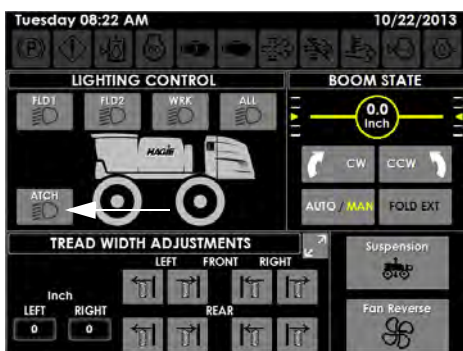 Tuesday 08:22 AM 10/22/2013
LIGHTING CONTROL
FLD1 FLD2 WRK ALL
HAGIE
ATCH
BOOM STATE
0.0
Inch
CW CCW
AUTO / MAN FOLD EXT
TREAD WIDTH ADJUSTMENTS
LEFT FRONT RIGHT
Inch
LEFT RIGHT
REAR
0 0
Suspension
Fan Reverse